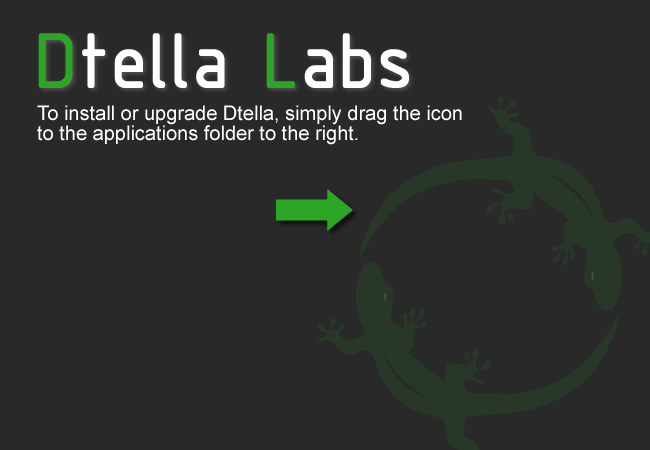 Dtella Labs
To install or upgrade Dtella, simply drag the icon
to the applications folder to the right.